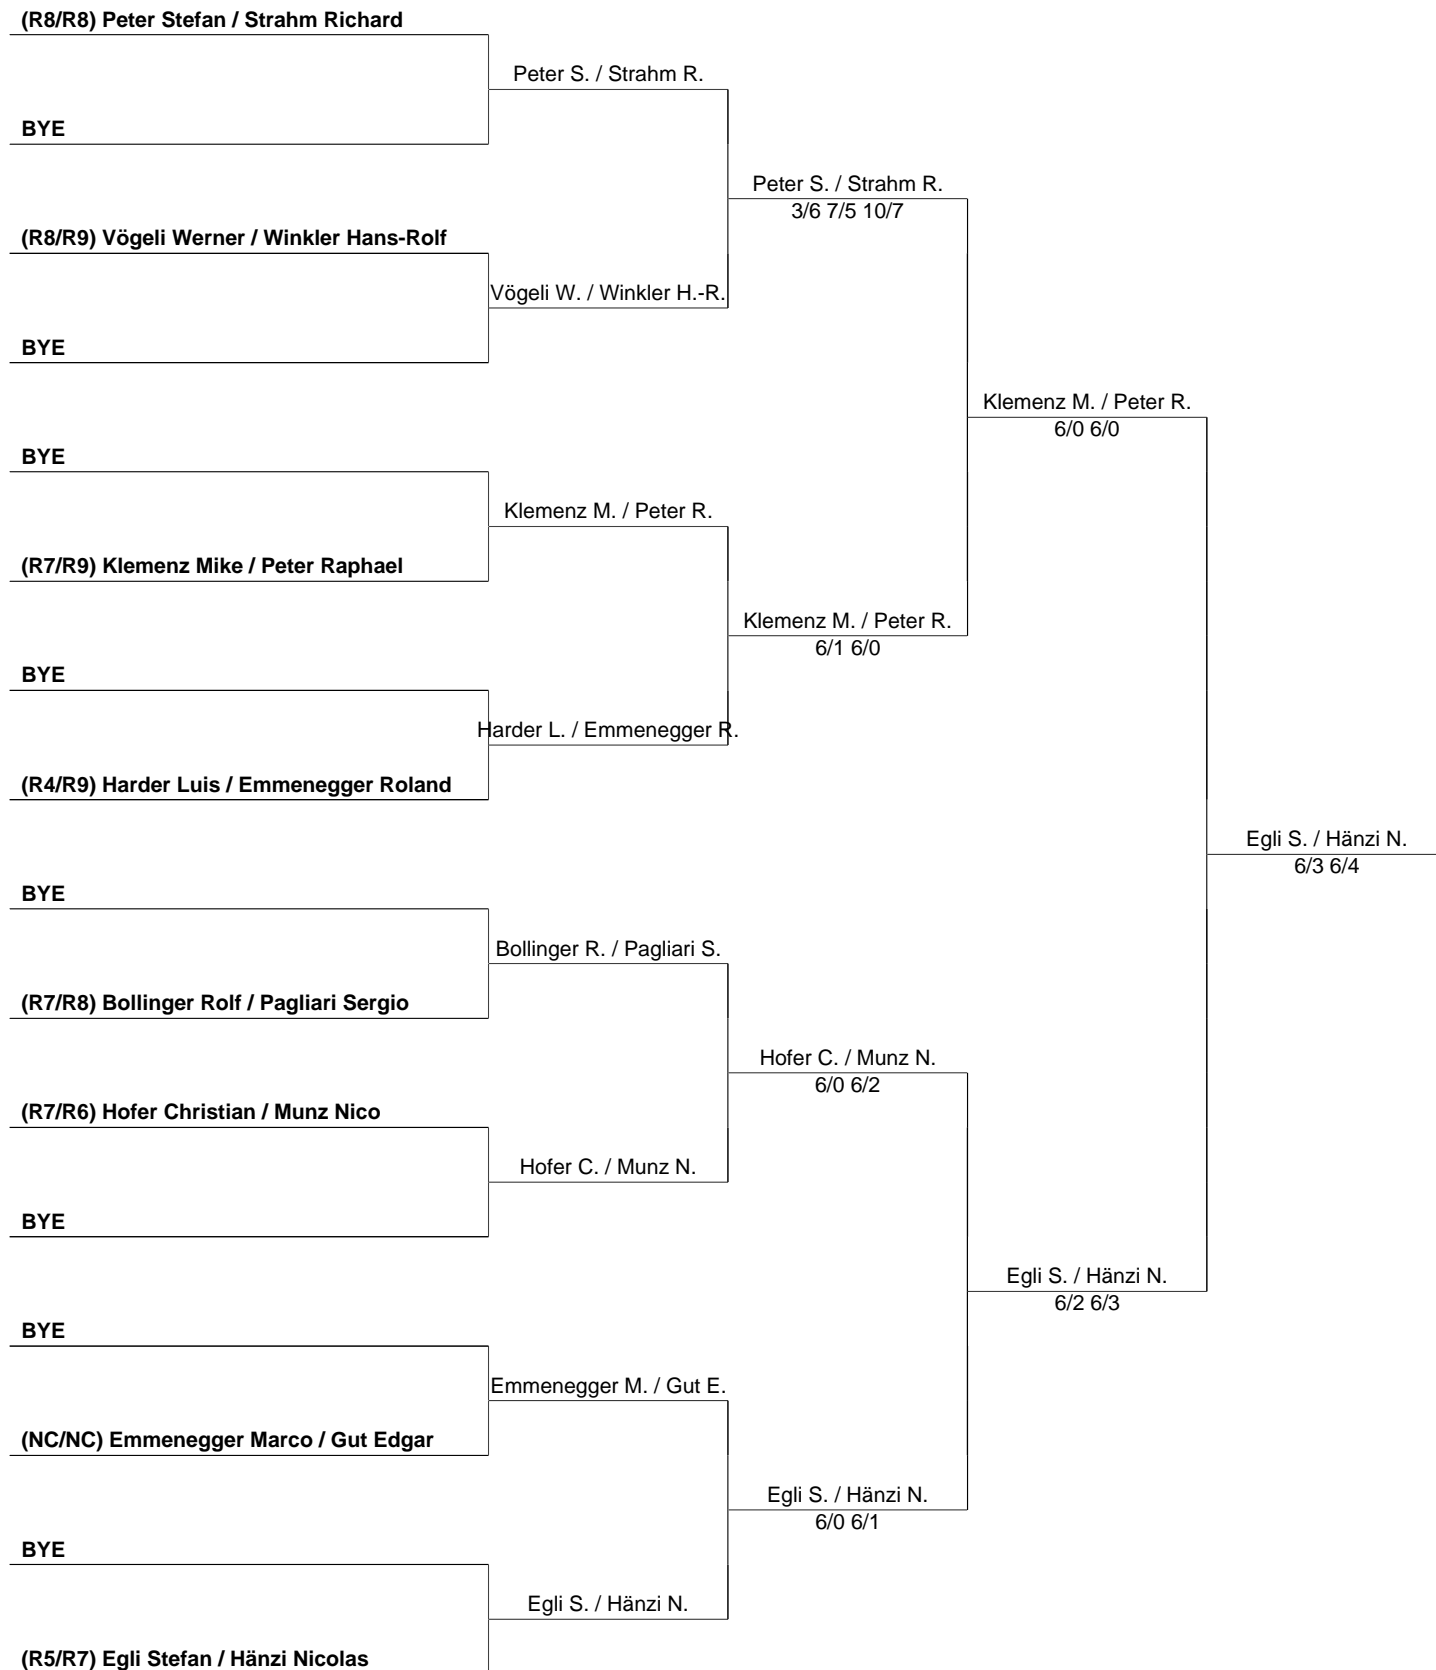 (R8/R8) Peter Stefan / Strahm Richard
Peter S. / Strahm R.
BYE
Peter S. / Strahm R.
3/6 7/5 10/7
(R8/R9) Vögeli Werner / Winkler Hans-Rolf
Vögeli W. / Winkler H.-R.
BYE
Klemenz M. / Peter R.
6/0 6/0
BYE
Klemenz M. / Peter R.
(R7/R9) Klemenz Mike / Peter Raphael
Klemenz M. / Peter R.
6/1 6/0
BYE
Harder L. / Emmenegger R.
(R4/R9) Harder Luis / Emmenegger Roland
Egli S. / Hänzi N.
6/3 6/4
BYE
Bollinger R. / Pagliari S.
(R7/R8) Bollinger Rolf / Pagliari Sergio
Hofer C. / Munz N.
6/0 6/2
(R7/R6) Hofer Christian / Munz Nico
Hofer C. / Munz N.
BYE
Egli S. / Hänzi N.
6/2 6/3
BYE
Emmenegger M. / Gut E.
(NC/NC) Emmenegger Marco / Gut Edgar
Egli S. / Hänzi N.
6/0 6/1
BYE
Egli S. / Hänzi N.
(R5/R7) Egli Stefan / Hänzi Nicolas